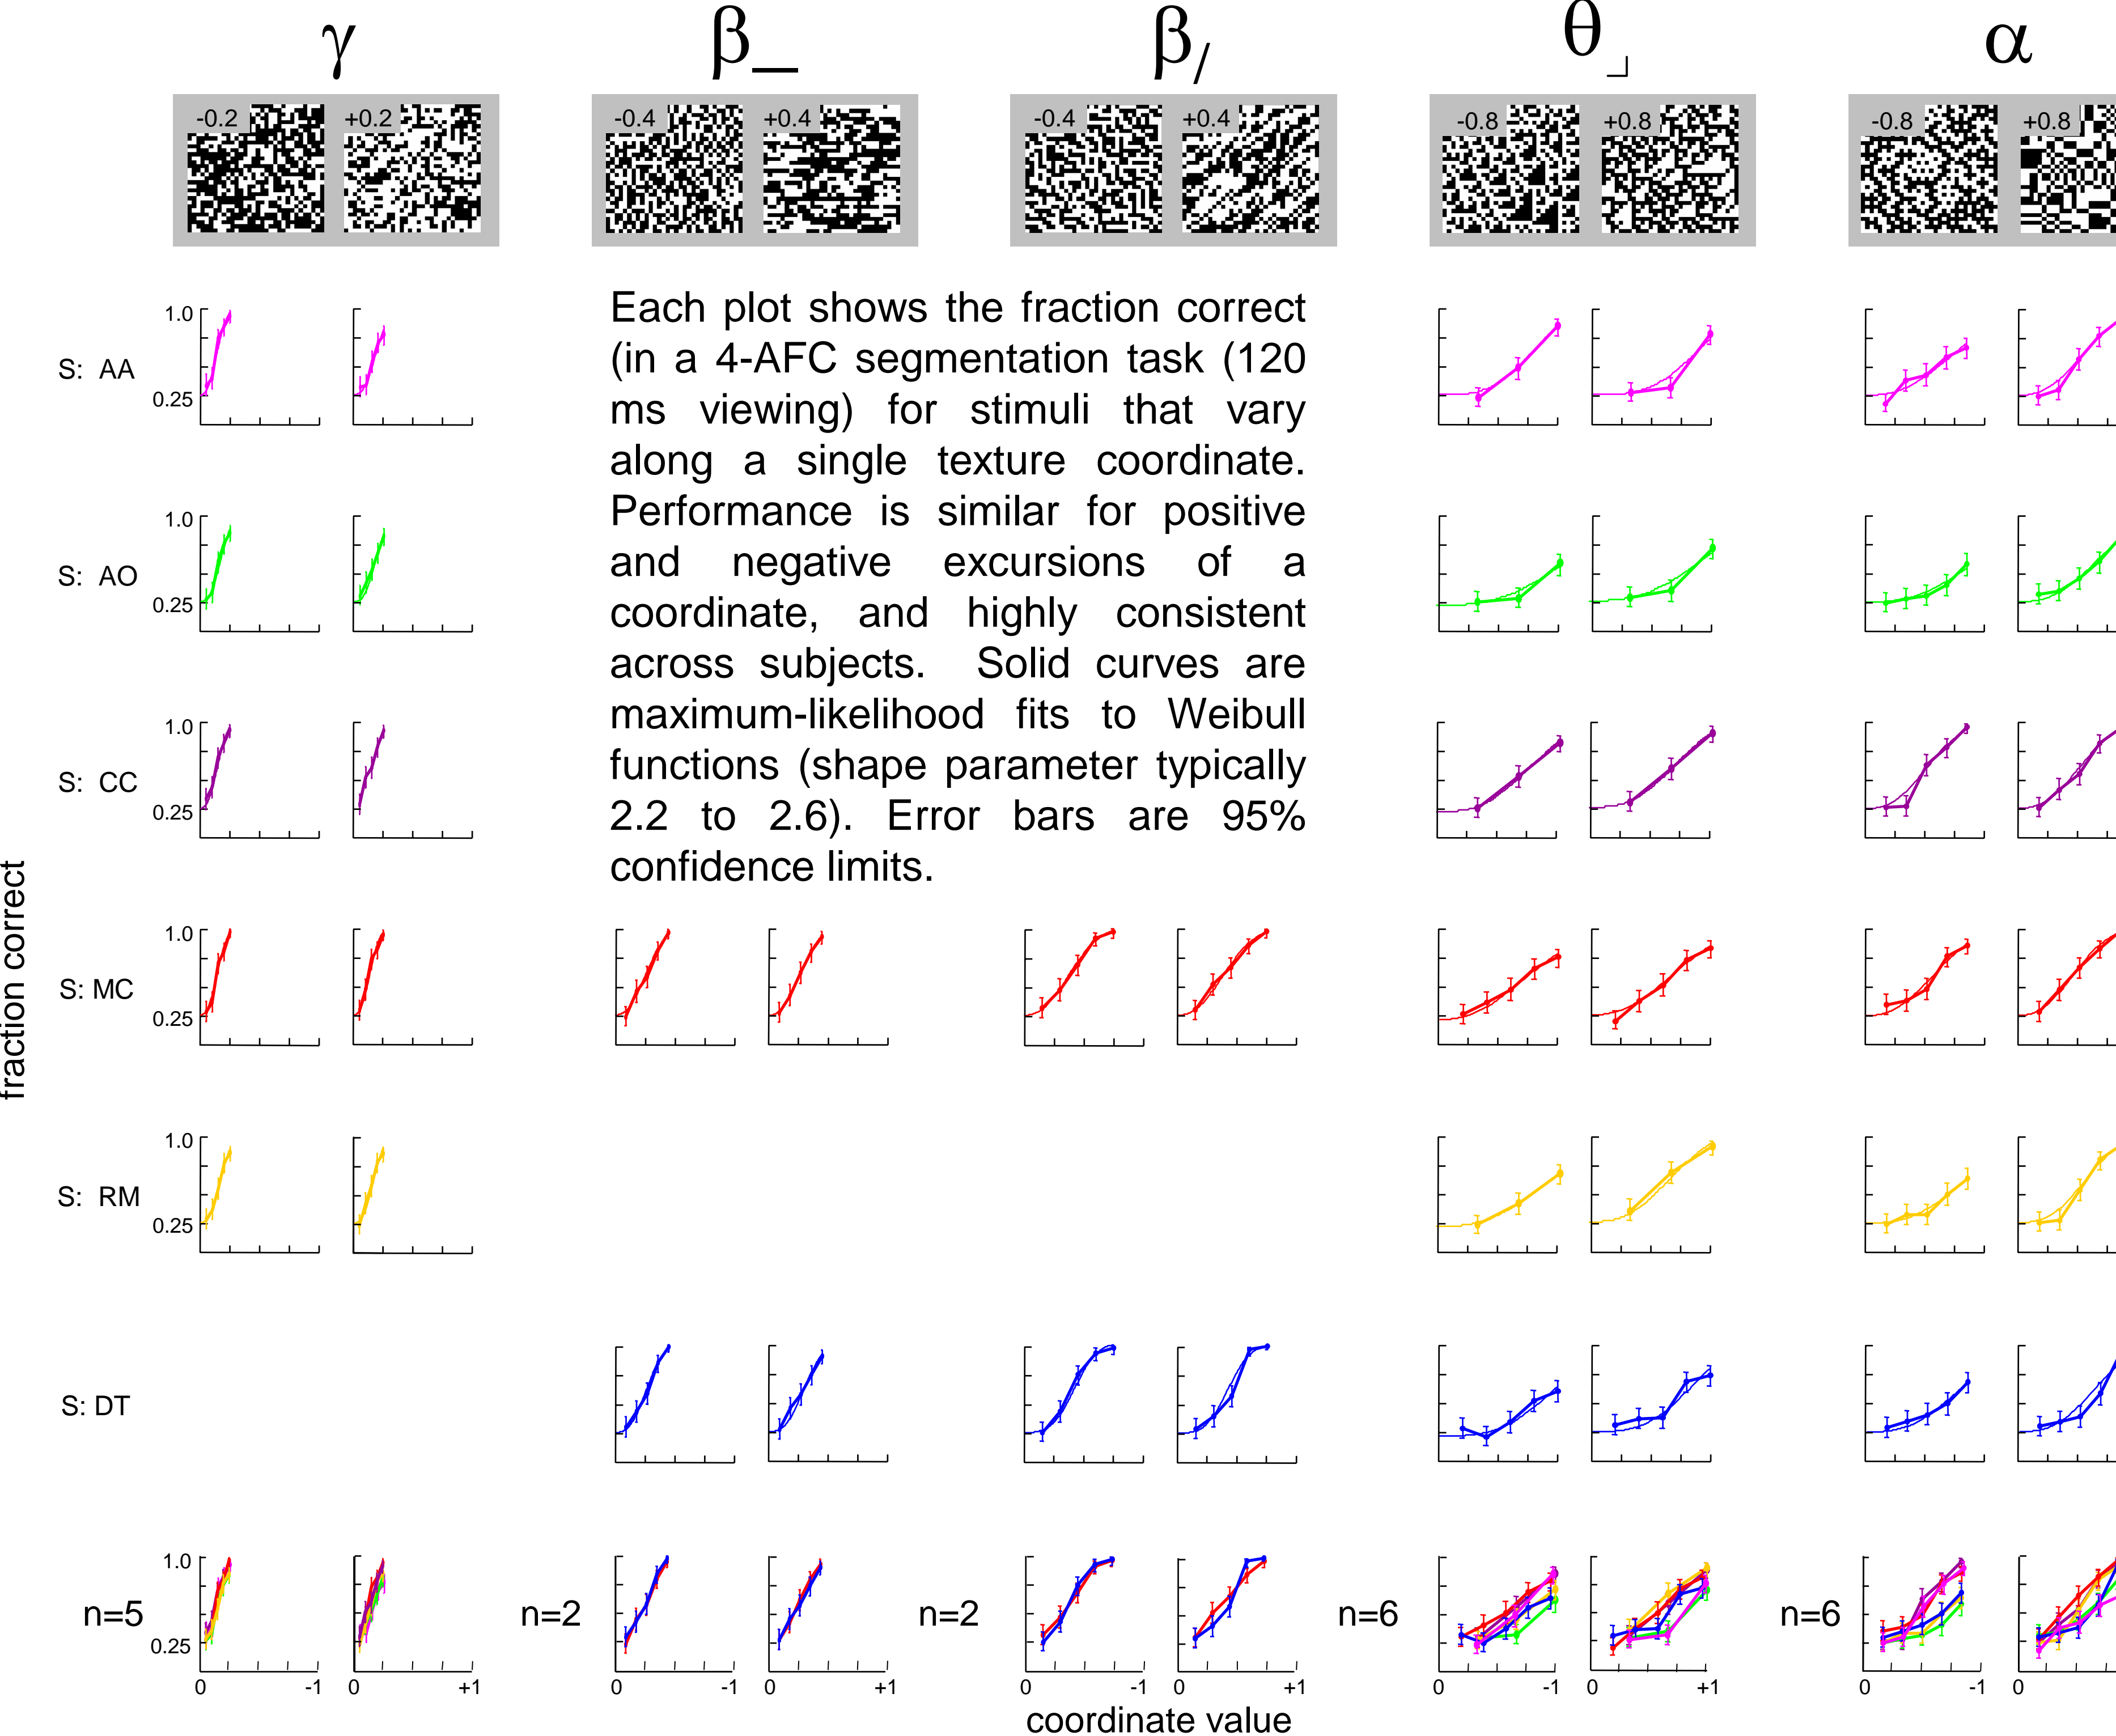 γ β_ β/ θ⌟ α
-0.2 +0.2 -0.4 +0.4 -0.4 +0.4 -0.8 +0.8 -0.8 +0.8
Each plot shows the fraction correct
(in a 4-AFC segmentation task (120
ms viewing) for stimuli that vary
along a single texture coordinate.
Performance is similar for positive
and negative excursions of a
coordinate, and highly consistent
across subjects. Solid curves are
maximum-likelihood fits to Weibull
functions (shape parameter typically
2.2 to 2.6). Error bars are 95%
confidence limits.
fraction correct
1.0
S: AA
0.25
1.0
S: AO
0.25
1.0
S: CC
0.25
1.0
S: MC
0.25
1.0
S: RM
0.25
S: DT
1.0
n=5 n=2 n=2 n=6 n=6
0.25
0 -1 0 +1 0 -1 0 +1 0 -1 0 +1 0 -1 0 +1 0 -1 0
coordinate value